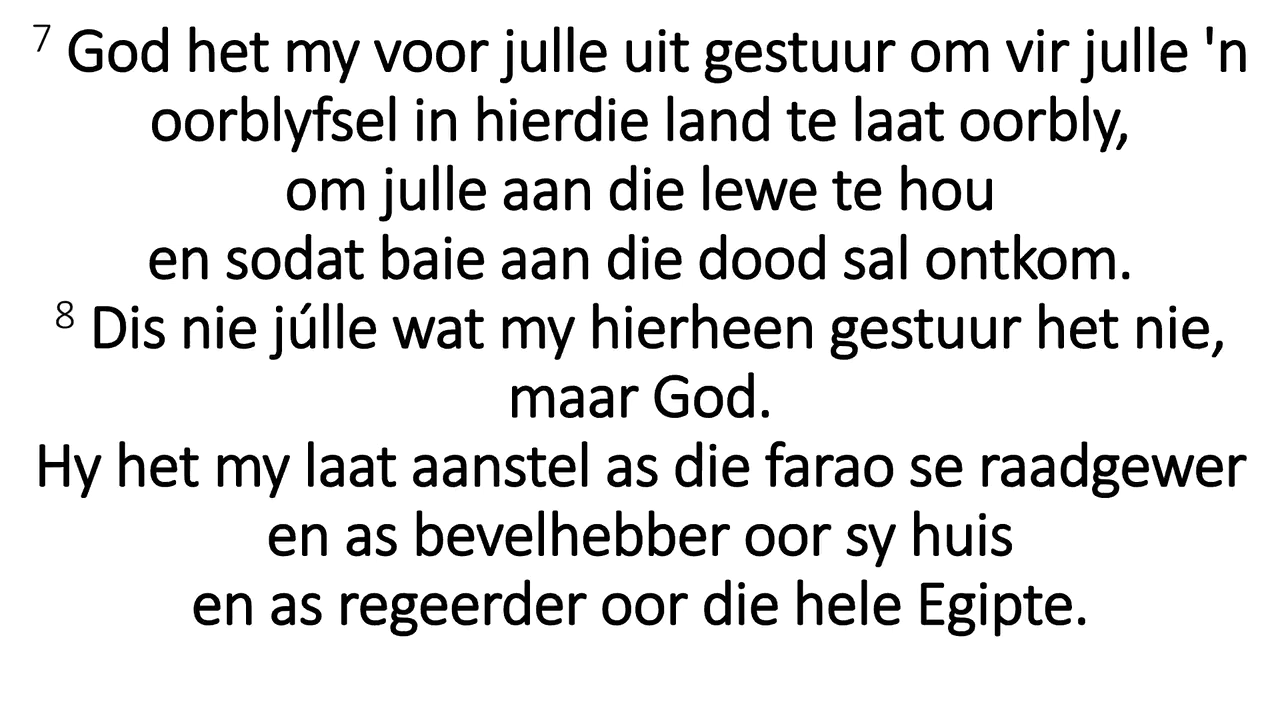 7 God het my voor julle uit gestuur om vir julle 'n
oorblyfsel in hierdie land te laat oorbly,
om julle aan die lewe te hou
en sodat baie aan die dood sal ontkom.
8 Dis nie júlle wat my hierheen gestuur het nie,
maar God.
Hy het my laat aanstel as die farao se raadgewer
en as bevelhebber oor sy huis
en as regeerder oor die hele Egipte.